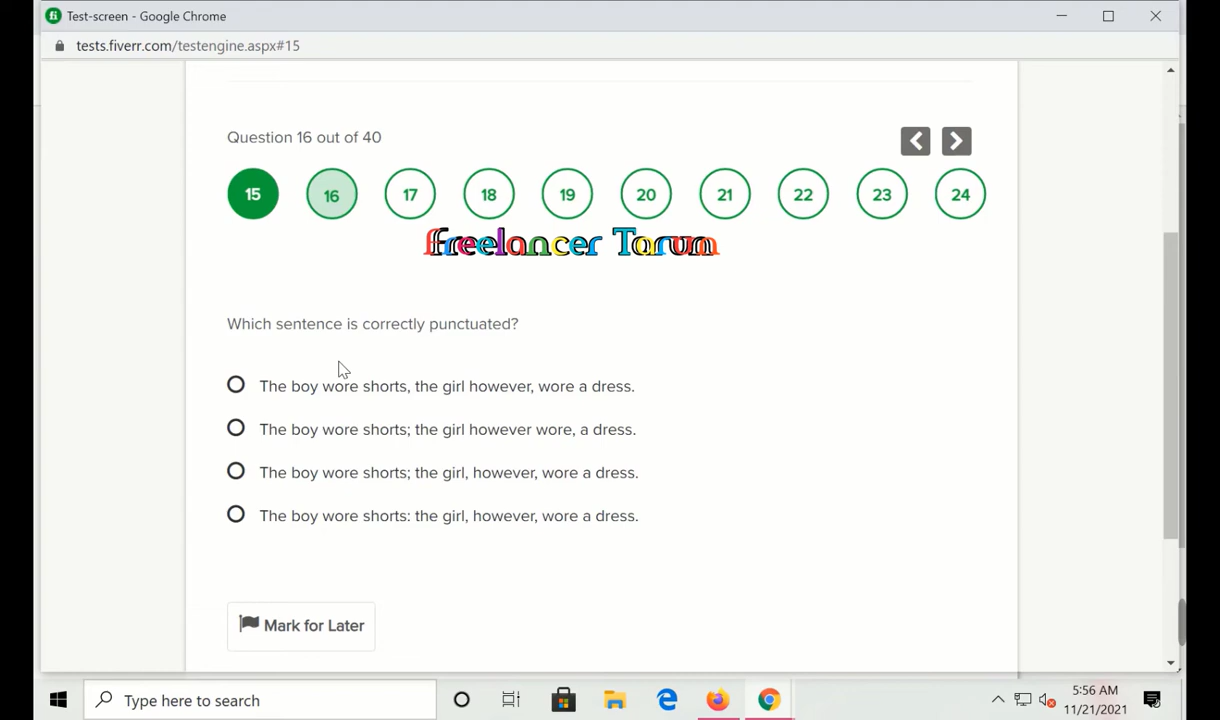 fi Test-screen - Google Chrome
tests.fiverr.com/testengine.aspx#15
Question 16 out of 40
15 16 17 18 19 20 21 22 23 24
Freelancer Tarum
Which sentence is correctly punctuated?
The boy wore shorts, the girl however, wore a dress.
The boy wore shorts; the girl however wore, a dress.
The boy wore shorts; the girl, however, wore a dress.
The boy wore shorts: the girl, however, wore a dress.
Mark for Later
Type here to search
5:56 AM
11/21/2021